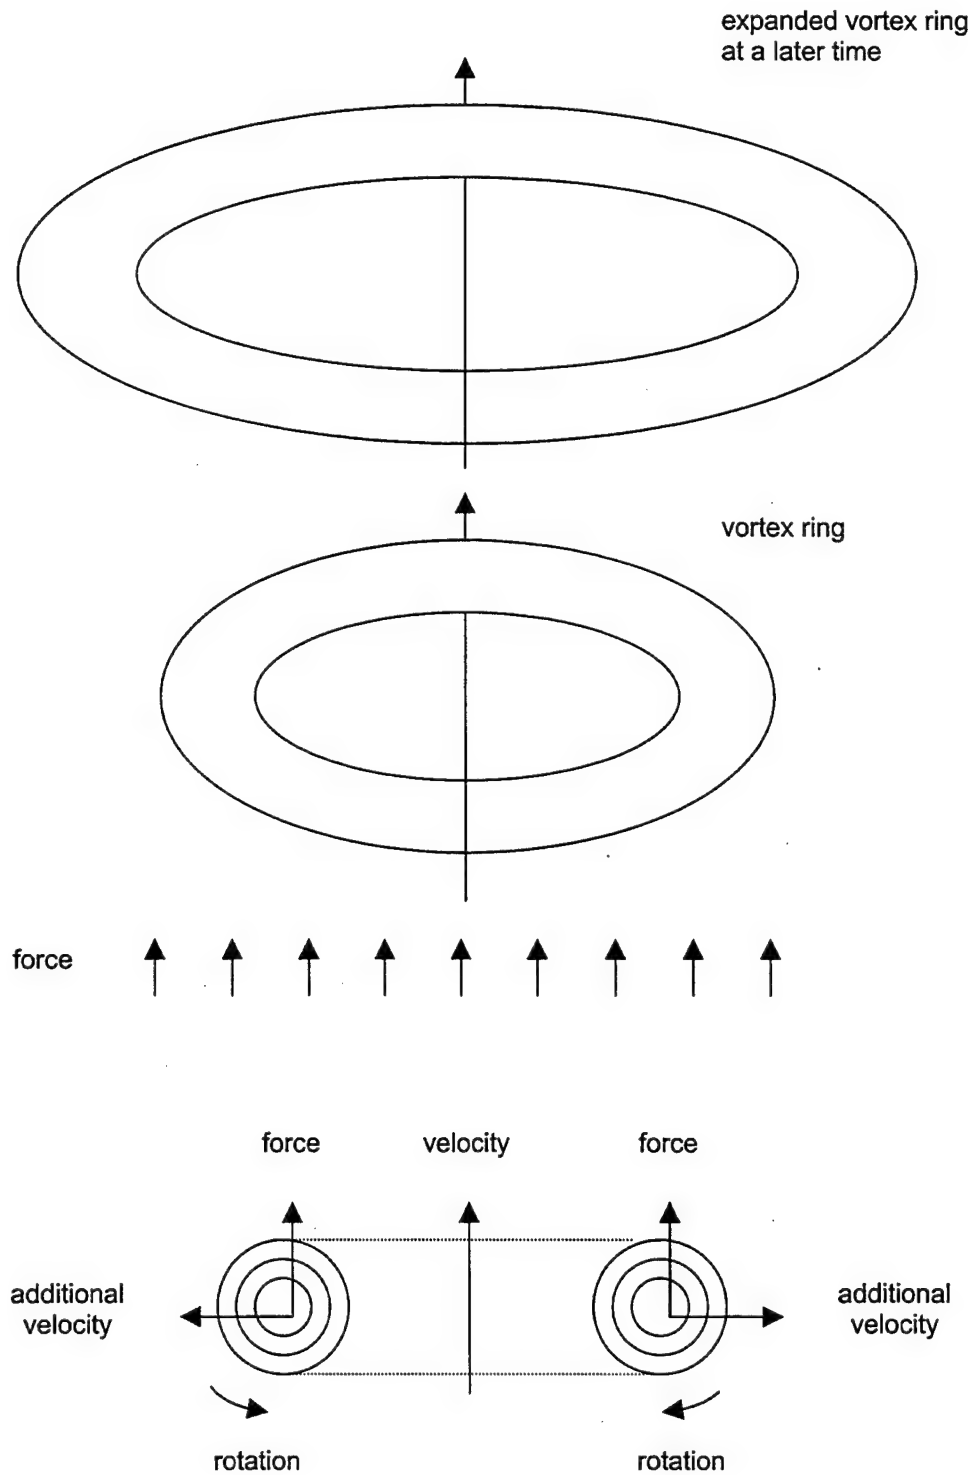 expanded vortex ring
at a later time
vortex ring
force
force velocity force
additional
velocity
additional
velocity
rotation rotation